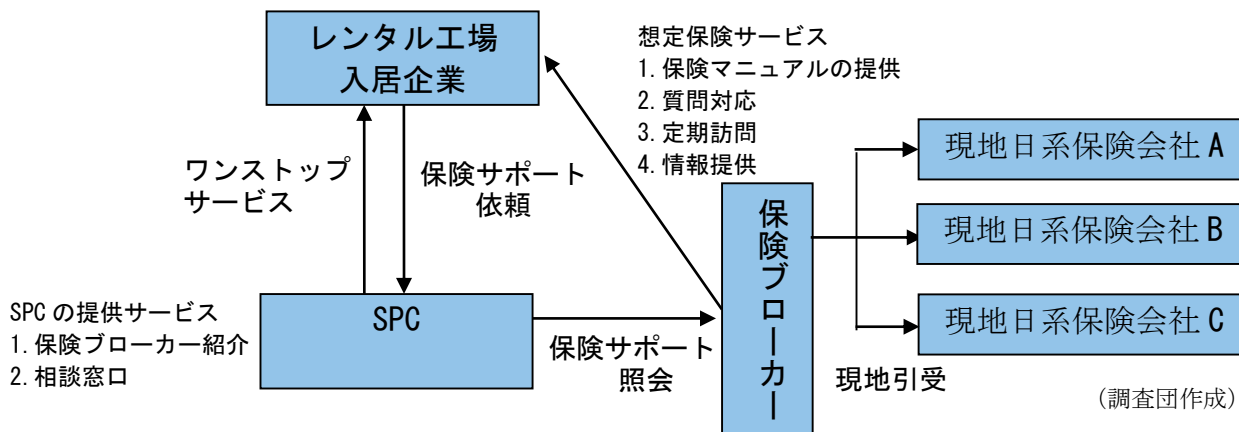 レンタル工場
入居企業
想定保険サービス
1. 保険マニュアルの提供
2. 質問対応
3. 定期訪問
4. 情報提供
ワンストップ
サービス
保険サポート
依頼
現地日系保険会社 A
現地日系保険会社 B
現地日系保険会社 C
保険ブローカー
SPC の提供サービス
1. 保険ブローカー紹介
2. 相談窓口
SPC
保険サポート
照会
現地引受
（調査団作成）